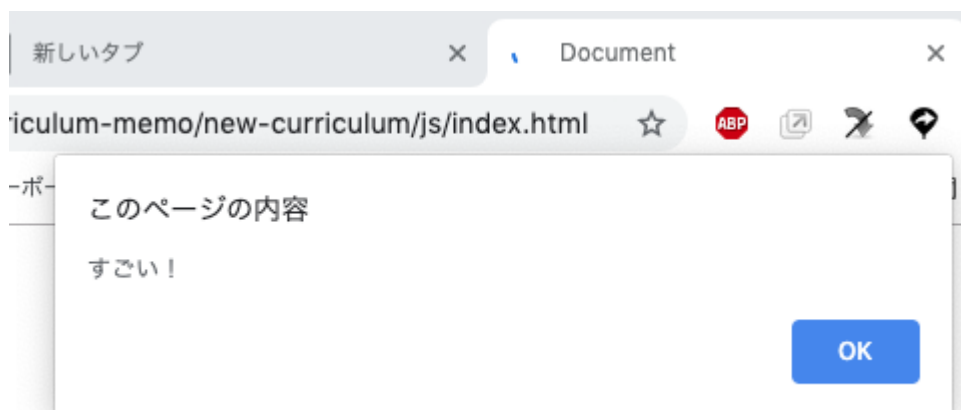 新しいタブ
Document
iculum-memo/new-curriculum/js/index.html
ABP
ーボー
このページの内容
すごい！
OK